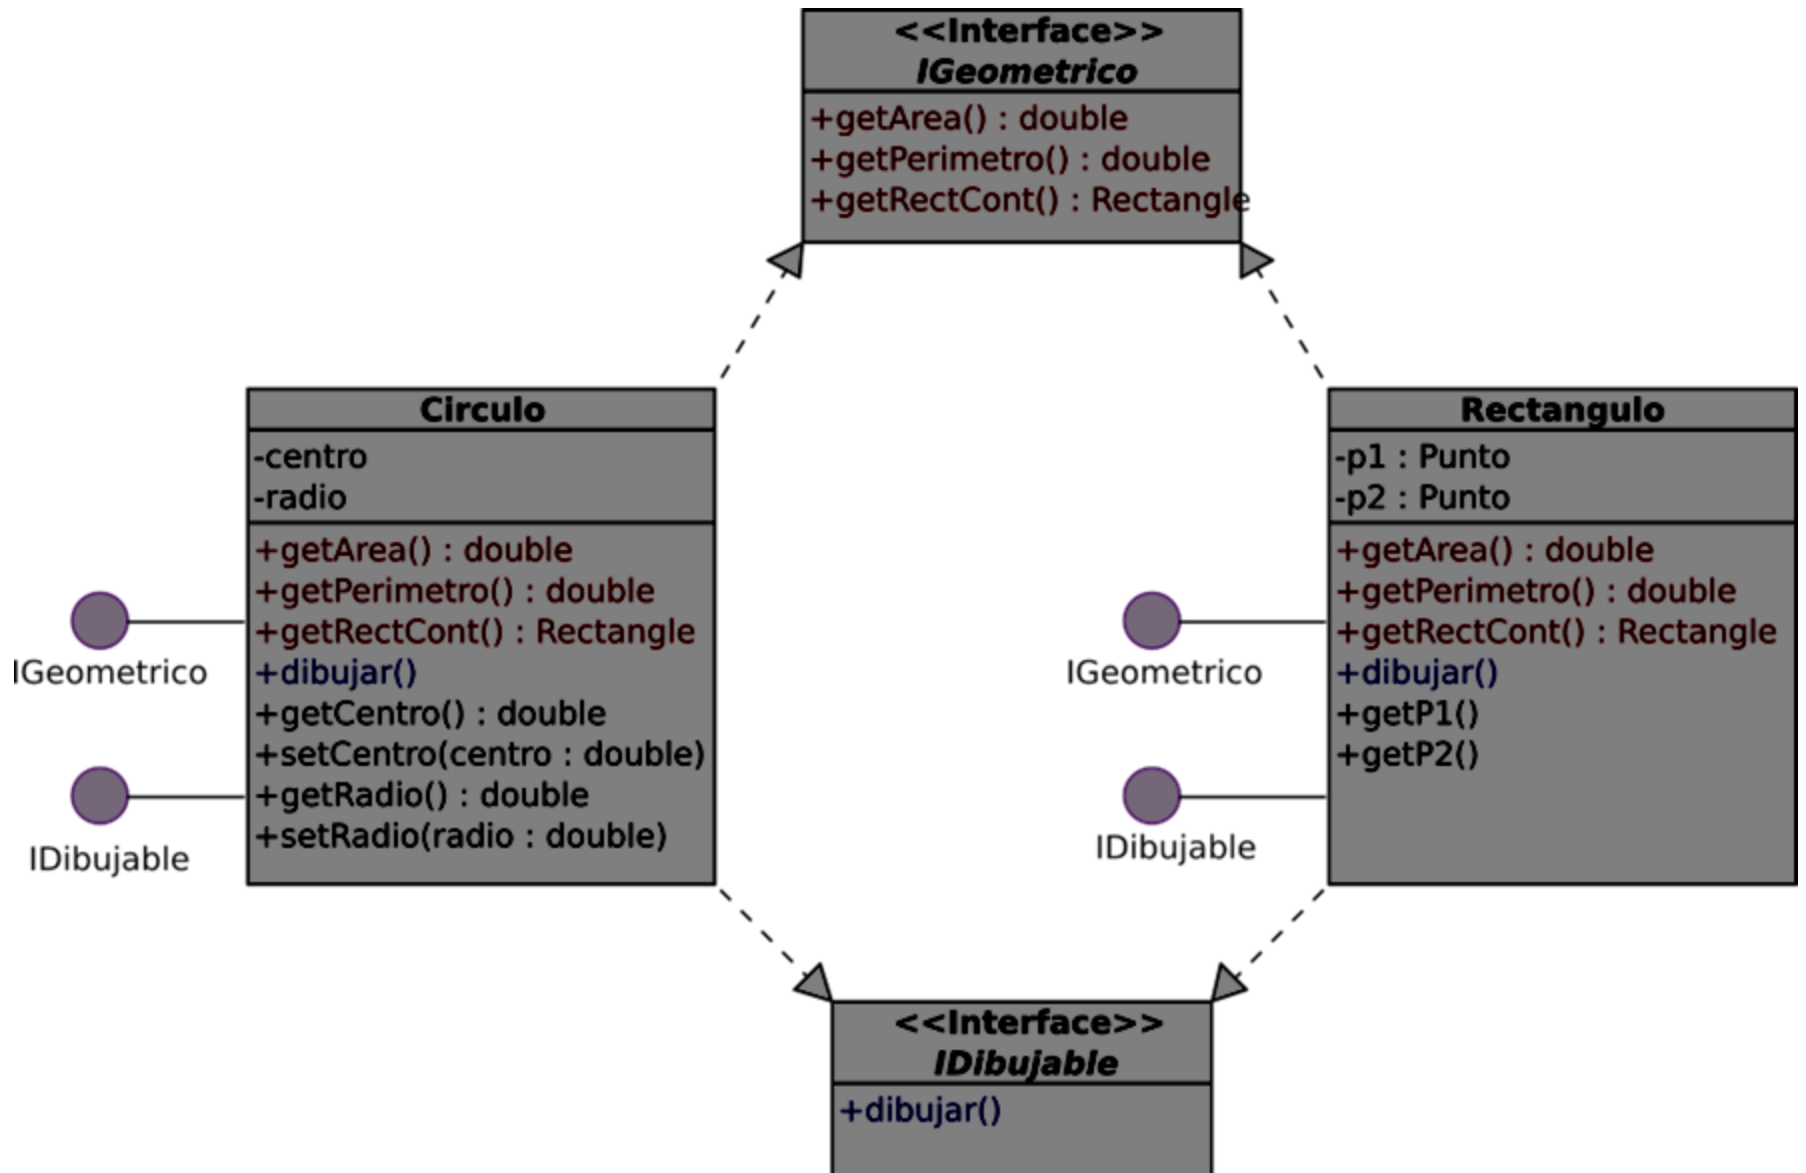 <<Interface>>
IGeometrico
+getArea() : double
+getPerimetro() : double
+getRectCont() : Rectangle
Circulo
-centro
-radio
+getArea() : double
+getPerimetro() : double
+getRectCont() : Rectangle
+dibujar()
+getCentro() : double
+setCentro(centro : double)
+getRadio() : double
+setRadio(radio : double)
IGeometrico
IDibujable
Rectangulo
-p1 : Punto
-p2 : Punto
+getArea() : double
+getPerimetro() : double
+getRectCont() : Rectangle
+dibujar()
+getP1()
+getP2()
IGeometrico
IDibujable
<<Interface>>
IDibujable
+dibujar()